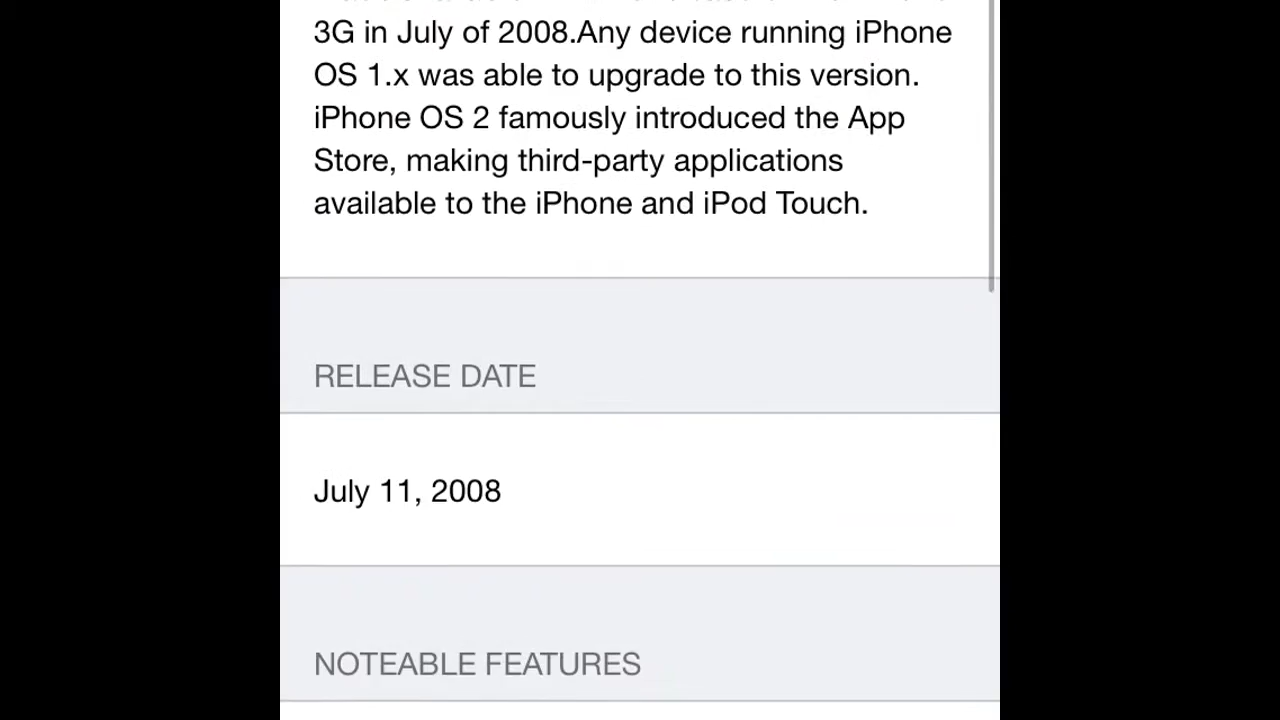 3G in July of 2008.Any device running iPhone
OS 1.x was able to upgrade to this version.
iPhone OS 2 famously introduced the App
Store, making third-party applications
available to the iPhone and iPod Touch.
RELEASE DATE
July 11, 2008
NOTEABLE FEATURES